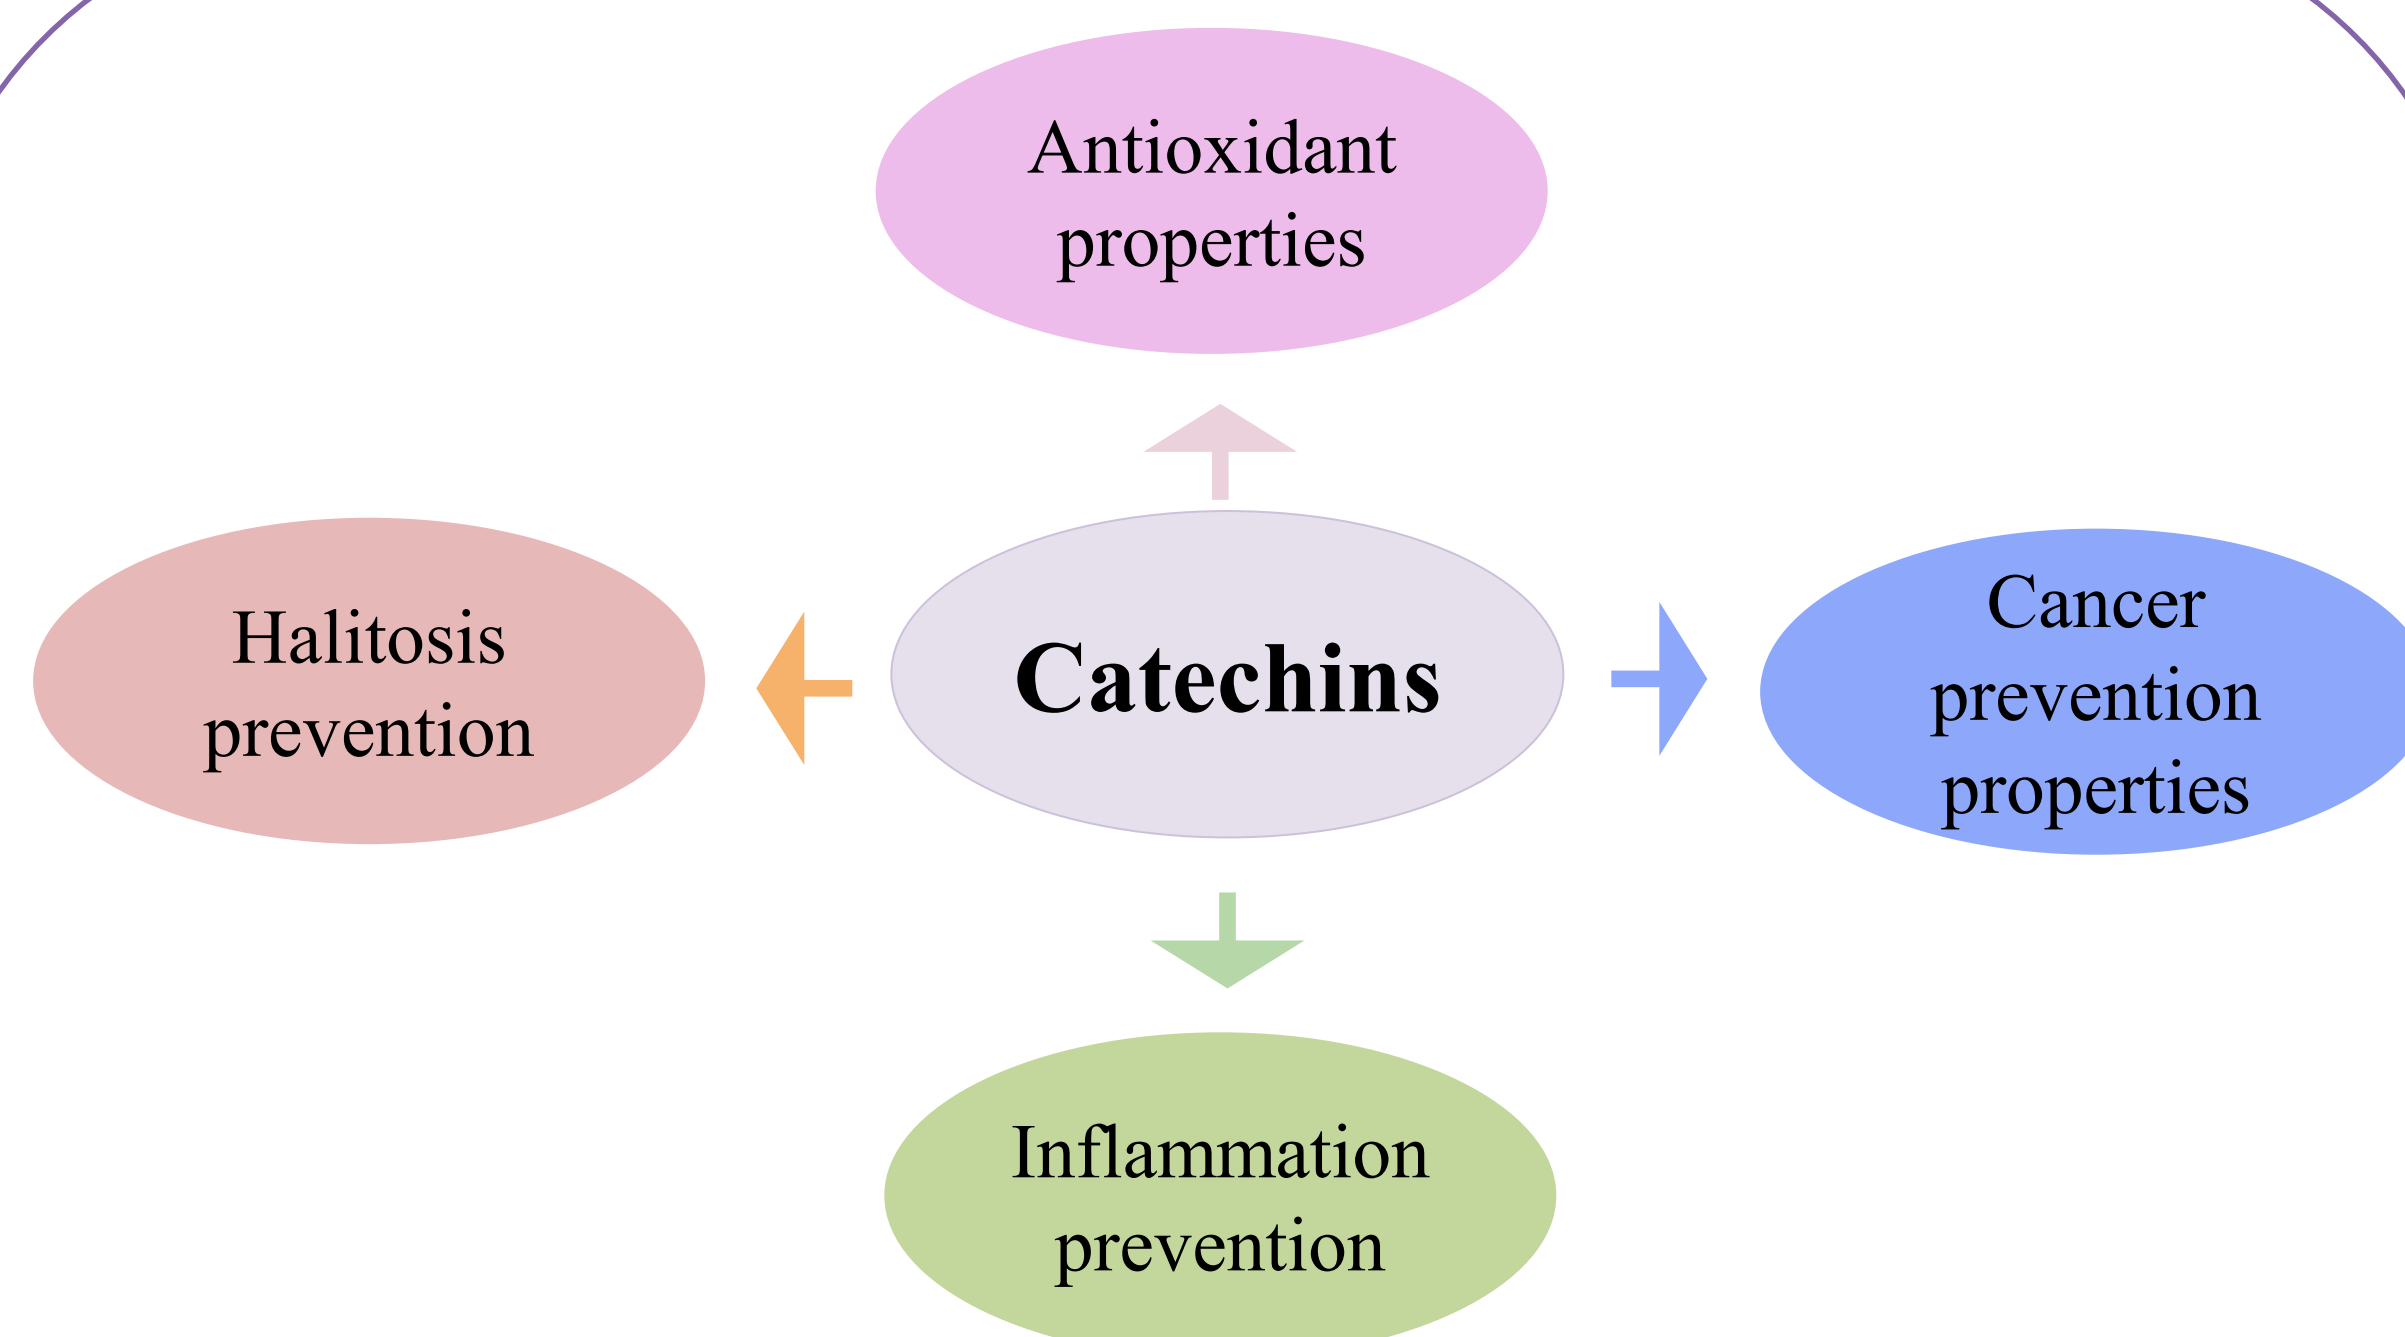 Antioxidant
properties
Halitosis
prevention
Catechins
Cancer
prevention
properties
Inflammation
prevention